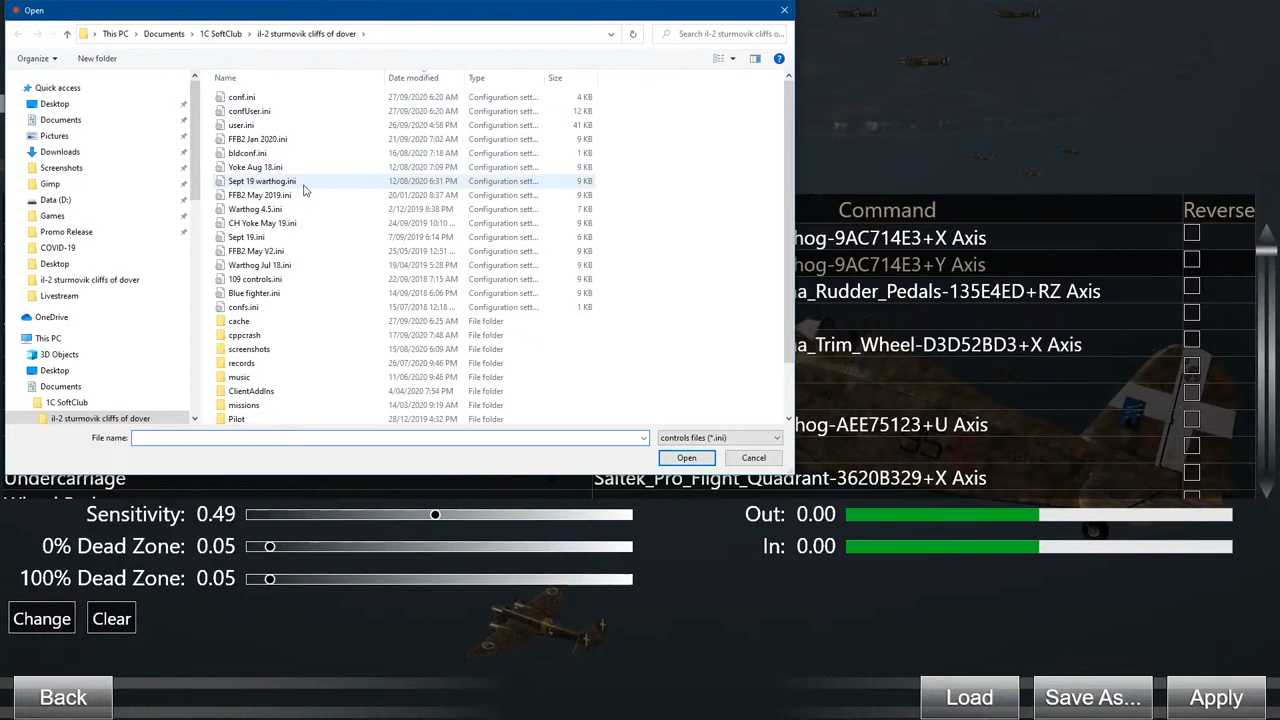 Open
This PC > Documents > 1C SoftClub > il-2 sturmovik cliffs of dover >
Search il-2 sturmovik cliffs of do...
Organize
New folder
Name
Date modified
Type
Size
Quick access
Desktop
Documents
Pictures
Downloads
Screenshots
Gimp
Data (D:)
Games
Promo Release
COVID-19
Desktop
il-2 sturmovik cliffs of dover
Livestream
OneDrive
This PC
3D Objects
Desktop
Documents
1C SoftClub
il-2 sturmovik cliffs of dover
conf.ini 27/09/2020 6:20 AM Configuration sett... 4 KB
confUser.ini 27/09/2020 6:20 AM Configuration sett... 12 KB
user.ini 26/09/2020 4:58 PM Configuration sett... 41 KB
FFB2 Jan 2020.ini 21/09/2020 7:02 AM Configuration sett... 9 KB
bldconf.ini 16/08/2020 7:18 AM Configuration sett... 1 KB
Yoke Aug 18.ini 12/08/2020 7:09 PM Configuration sett... 9 KB
Sept 19 warthog.ini 12/08/2020 6:31 PM Configuration sett... 9 KB
FFB2 May 2019.ini 20/01/2020 8:37 AM Configuration sett... 9 KB
Warthog 4.5.ini 2/12/2019 8:38 PM Configuration sett... 7 KB
CH Yoke May 19.ini 24/09/2019 10:10 ... Configuration sett... 9 KB
Sept 19.ini 7/09/2019 6:14 PM Configuration sett... 6 KB
FFB2 May V2.ini 25/05/2019 12:51 ... Configuration sett... 9 KB
Warthog Jul 18.ini 19/04/2019 5:28 PM Configuration sett... 9 KB
109 controls.ini 22/09/2018 7:15 AM Configuration sett... 9 KB
Blue fighter.ini 14/09/2018 6:06 PM Configuration sett... 9 KB
confs.ini 15/07/2018 12:18 ... Configuration sett... 1 KB
cache 27/09/2020 6:25 AM File folder
cppcrash 17/09/2020 7:48 AM File folder
screenshots 15/08/2020 6:09 AM File folder
records 26/07/2020 9:46 PM File folder
music 11/06/2020 9:46 PM File folder
ClientAddIns 4/04/2020 7:54 PM File folder
missions 14/03/2020 9:19 AM File folder
Pilot 28/12/2019 4:32 PM File folder
File name:
controls files (*.ini)
Open
Cancel
Command
Reverse
hog-9AC714E3+X Axis
hog-9AC714E3+Y Axis
na_Rudder_Pedals-135E4ED+RZ Axis
na_Trim_Wheel-D3D52BD3+X Axis
hog-AEE75123+U Axis
Undercarriage
Saitek_Pro_Flight_Quadrant-3620B329+X Axis
Sensitivity: 0.49
Out: 0.00
0% Dead Zone: 0.05
In: 0.00
100% Dead Zone: 0.05
Change
Clear
Back
Load
Save As...
Apply